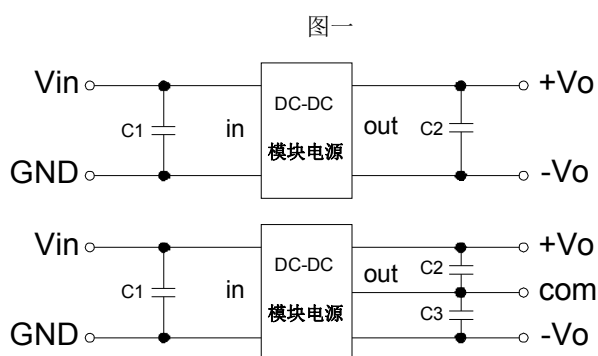 图一
Vin
+Vo
DC-DC
C1
in
out
C2
模块电源
GND
-Vo
Vin
+Vo
DC-DC
out
C2
C1
in
com
模块电源
C3
GND
-Vo